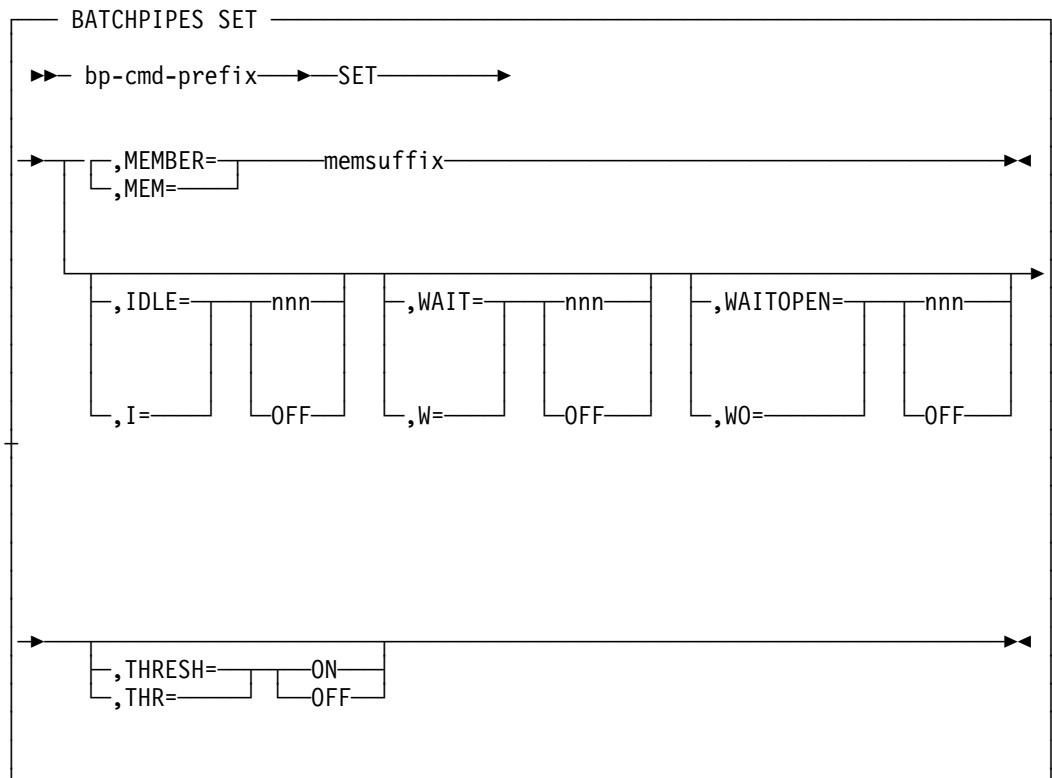 BATCHPIPES SET
bp-cmd-prefix SET
,MEMBER= memsuffix
,MEM=
,IDLE= nnn ,WAIT= nnn ,WAITOPEN= nnn
,I= OFF ,W= OFF ,WO= OFF
,THRESH= ON
,THR= OFF